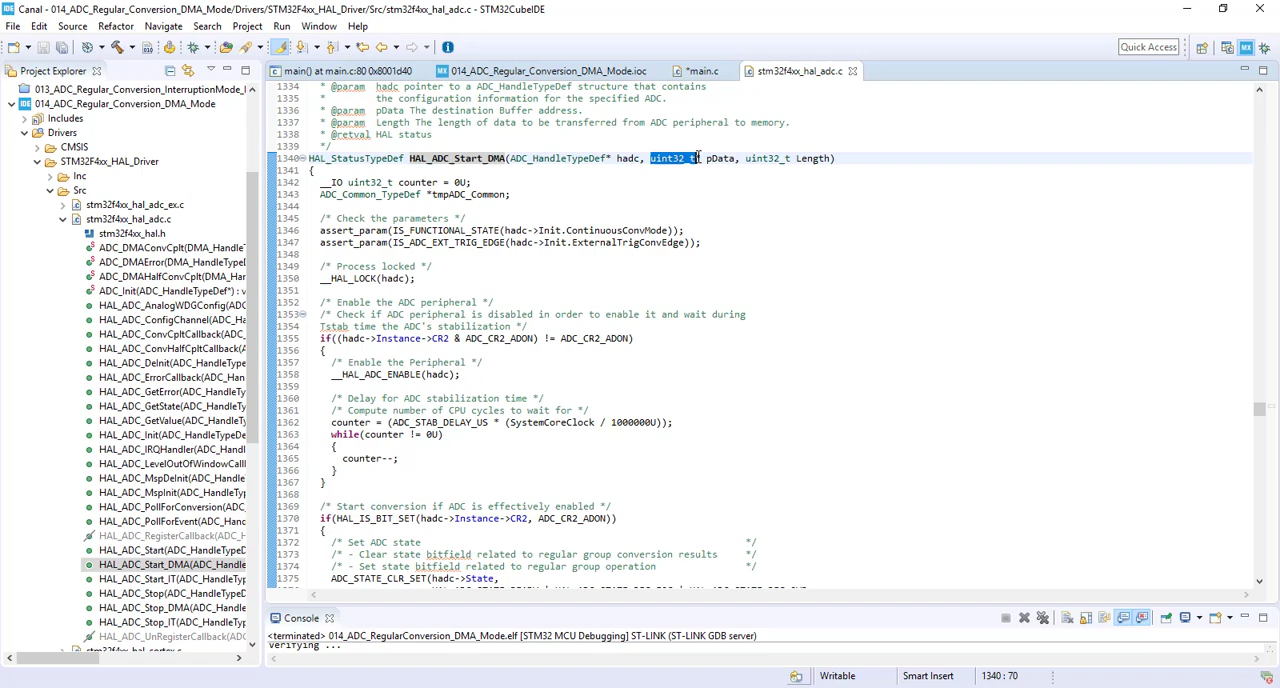 Canal - 014_ADC_Regular_Conversion_DMA_Mode/Drivers/STM32F4xx_HAL_Driver/Src/stm32f4xx_hal_adc.c - STM32CubeIDE
File Edit Source Refactor Navigate Search Project Run Window Help
Quick Access
Project Explorer
main() at main.c:80 0x8001d40
014_ADC_Regular_Conversion_DMA_Mode.ioc
*main.c
stm32f4xx_hal_adc.c
013_ADC_Regular_Conversion_InterruptionMode_I
014_ADC_Regular_Conversion_DMA_Mode
Includes
Drivers
CMSIS
STM32F4xx_HAL_Driver
Inc
Src
stm32f4xx_hal_adc_ex.c
stm32f4xx_hal_adc.c
stm32f4xx_hal.h
ADC_DMAConvCplt(DMA_Handle
ADC_DMAError(DMA_HandleTypeD
ADC_DMAHalfConvCplt(DMA_Har
ADC_Init(ADC_HandleTypeDef*) : v
HAL_ADC_AnalogWDGConfig(ADC
HAL_ADC_ConfigChannel(ADC_Ha
HAL_ADC_ConvCpltCallback(ADC_
HAL_ADC_ConvHalfCpltCallback(A
HAL_ADC_DeInit(ADC_HandleType
HAL_ADC_ErrorCallback(ADC_Han
HAL_ADC_GetError(ADC_HandleTy
HAL_ADC_GetState(ADC_HandleTy
HAL_ADC_GetValue(ADC_HandleTy
HAL_ADC_Init(ADC_HandleTypeDe
HAL_ADC_IRQHandler(ADC_Handl
HAL_ADC_LevelOutOfWindowCall
HAL_ADC_MspDeInit(ADC_Handle
HAL_ADC_MspInit(ADC_HandleTyp
HAL_ADC_PollForConversion(ADC_
HAL_ADC_PollForEvent(ADC_Hand
HAL_ADC_RegisterCallback(ADC_H
HAL_ADC_Start(ADC_HandleTypeD
HAL_ADC_Start_DMA(ADC_Handle
HAL_ADC_Start_IT(ADC_HandleTyp
HAL_ADC_Stop(ADC_HandleTypeD
HAL_ADC_Stop_DMA(ADC_Handle
HAL_ADC_Stop_IT(ADC_HandleTyp
HAL_ADC_UnRegisterCallback(ADC
stm32f4xx_hal_cortex.c
1334 * @param hadc pointer to a ADC_HandleTypeDef structure that contains
1335 * the configuration information for the specified ADC.
1336 * @param pData The destination Buffer address.
1337 * @param Length The length of data to be transferred from ADC peripheral to memory.
1338 * @retval HAL status
1339 */
1340 HAL_StatusTypeDef HAL_ADC_Start_DMA(ADC_HandleTypeDef* hadc, uint32_t* pData, uint32_t Length)
1341 {
1342 __IO uint32_t counter = 0U;
1343 ADC_Common_TypeDef *tmpADC_Common;
1344
1345 /* Check the parameters */
1346 assert_param(IS_FUNCTIONAL_STATE(hadc->Init.ContinuousConvMode));
1347 assert_param(IS_ADC_EXT_TRIG_EDGE(hadc->Init.ExternalTrigConvEdge));
1348
1349 /* Process locked */
1350 __HAL_LOCK(hadc);
1351
1352 /* Enable the ADC peripheral */
1353 /* Check if ADC peripheral is disabled in order to enable it and wait during
1354 Tstab time the ADC's stabilization */
1355 if((hadc->Instance->CR2 & ADC_CR2_ADON) != ADC_CR2_ADON)
1356 {
1357 /* Enable the Peripheral */
1358 __HAL_ADC_ENABLE(hadc);
1359
1360 /* Delay for ADC stabilization time */
1361 /* Compute number of CPU cycles to wait for */
1362 counter = (ADC_STAB_DELAY_US * (SystemCoreClock / 1000000U));
1363 while(counter != 0U)
1364 {
1365 counter--;
1366 }
1367 }
1368
1369 /* Start conversion if ADC is effectively enabled */
1370 if(HAL_IS_BIT_SET(hadc->Instance->CR2, ADC_CR2_ADON))
1371 {
1372 /* Set ADC state */
1373 /* - Clear state bitfield related to regular group conversion results */
1374 /* - Set state bitfield related to regular group operation */
1375 ADC_STATE_CLR_SET(hadc->State,
Console
<terminated> 014_ADC_RegularConversion_DMA_Mode.elf [STM32 MCU Debugging] ST-LINK (ST-LINK GDB server)
Verifying ...
Writable Smart Insert 1340 : 70